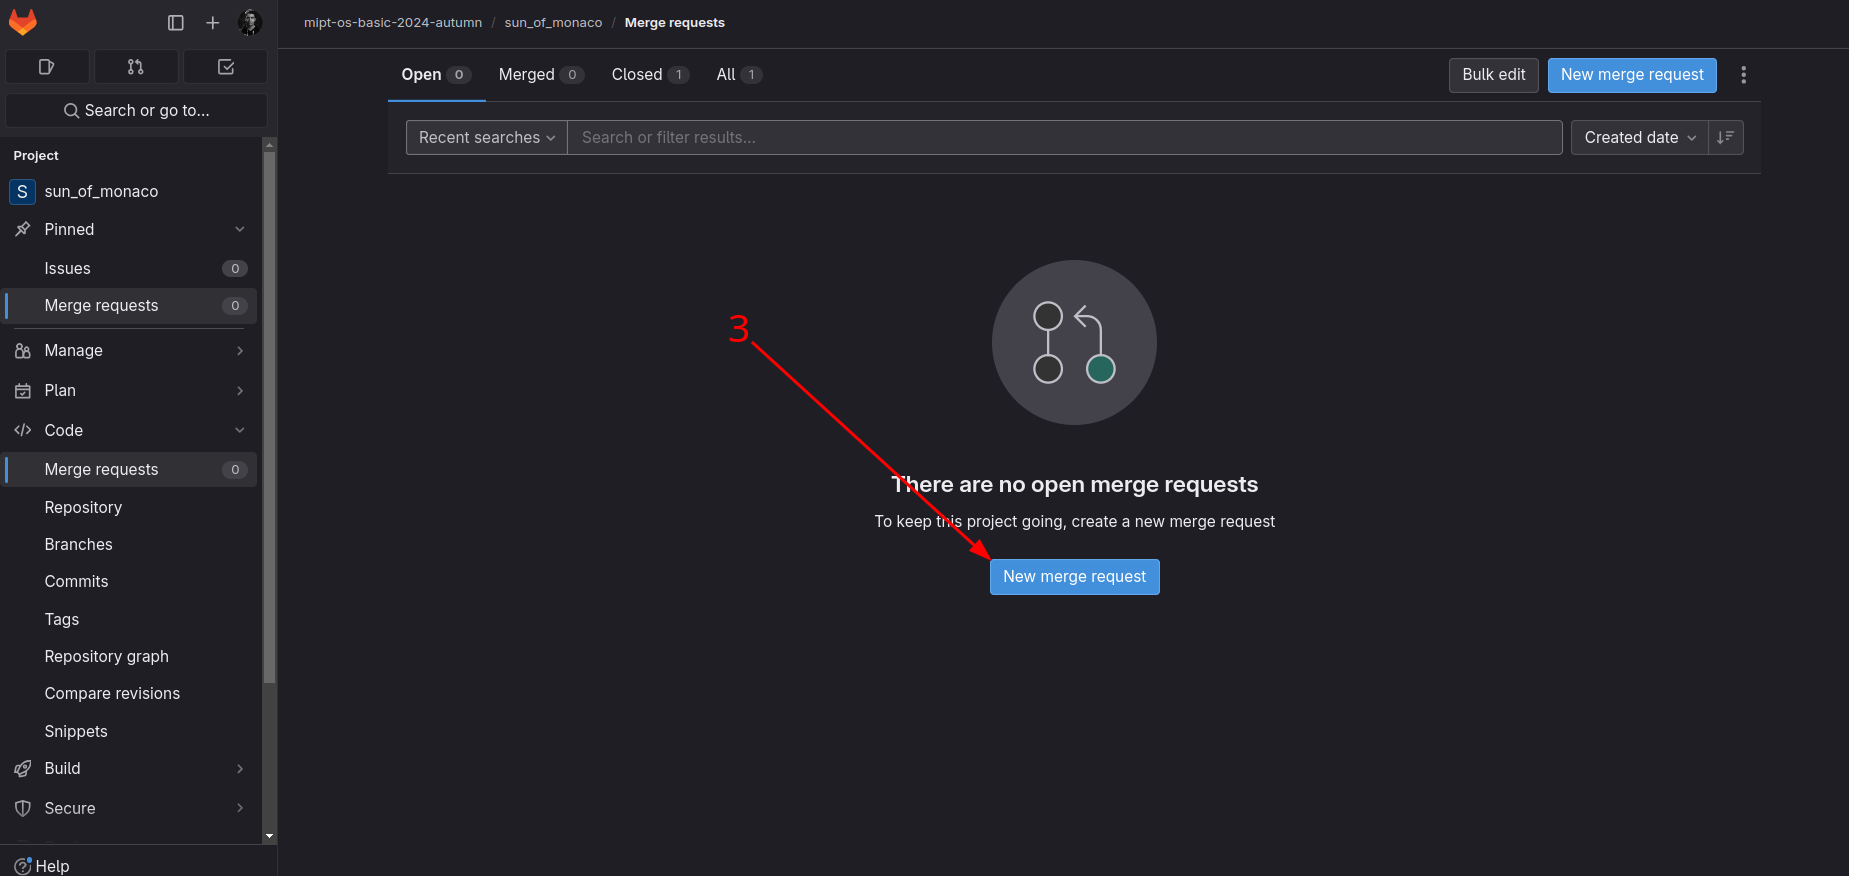 mipt-os-basic-2024-autumn / sun_of_monaco / Merge requests
Search or go to...
Project
S sun_of_monaco
Pinned
Issues 0
Merge requests 0
Manage
Plan
Code
Merge requests 0
Repository
Branches
Commits
Tags
Repository graph
Compare revisions
Snippets
Build
Secure
Help
Open 0 Merged 0 Closed 1 All 1
Bulk edit New merge request
Recent searches Search or filter results... Created date
3
There are no open merge requests
To keep this project going, create a new merge request
New merge request